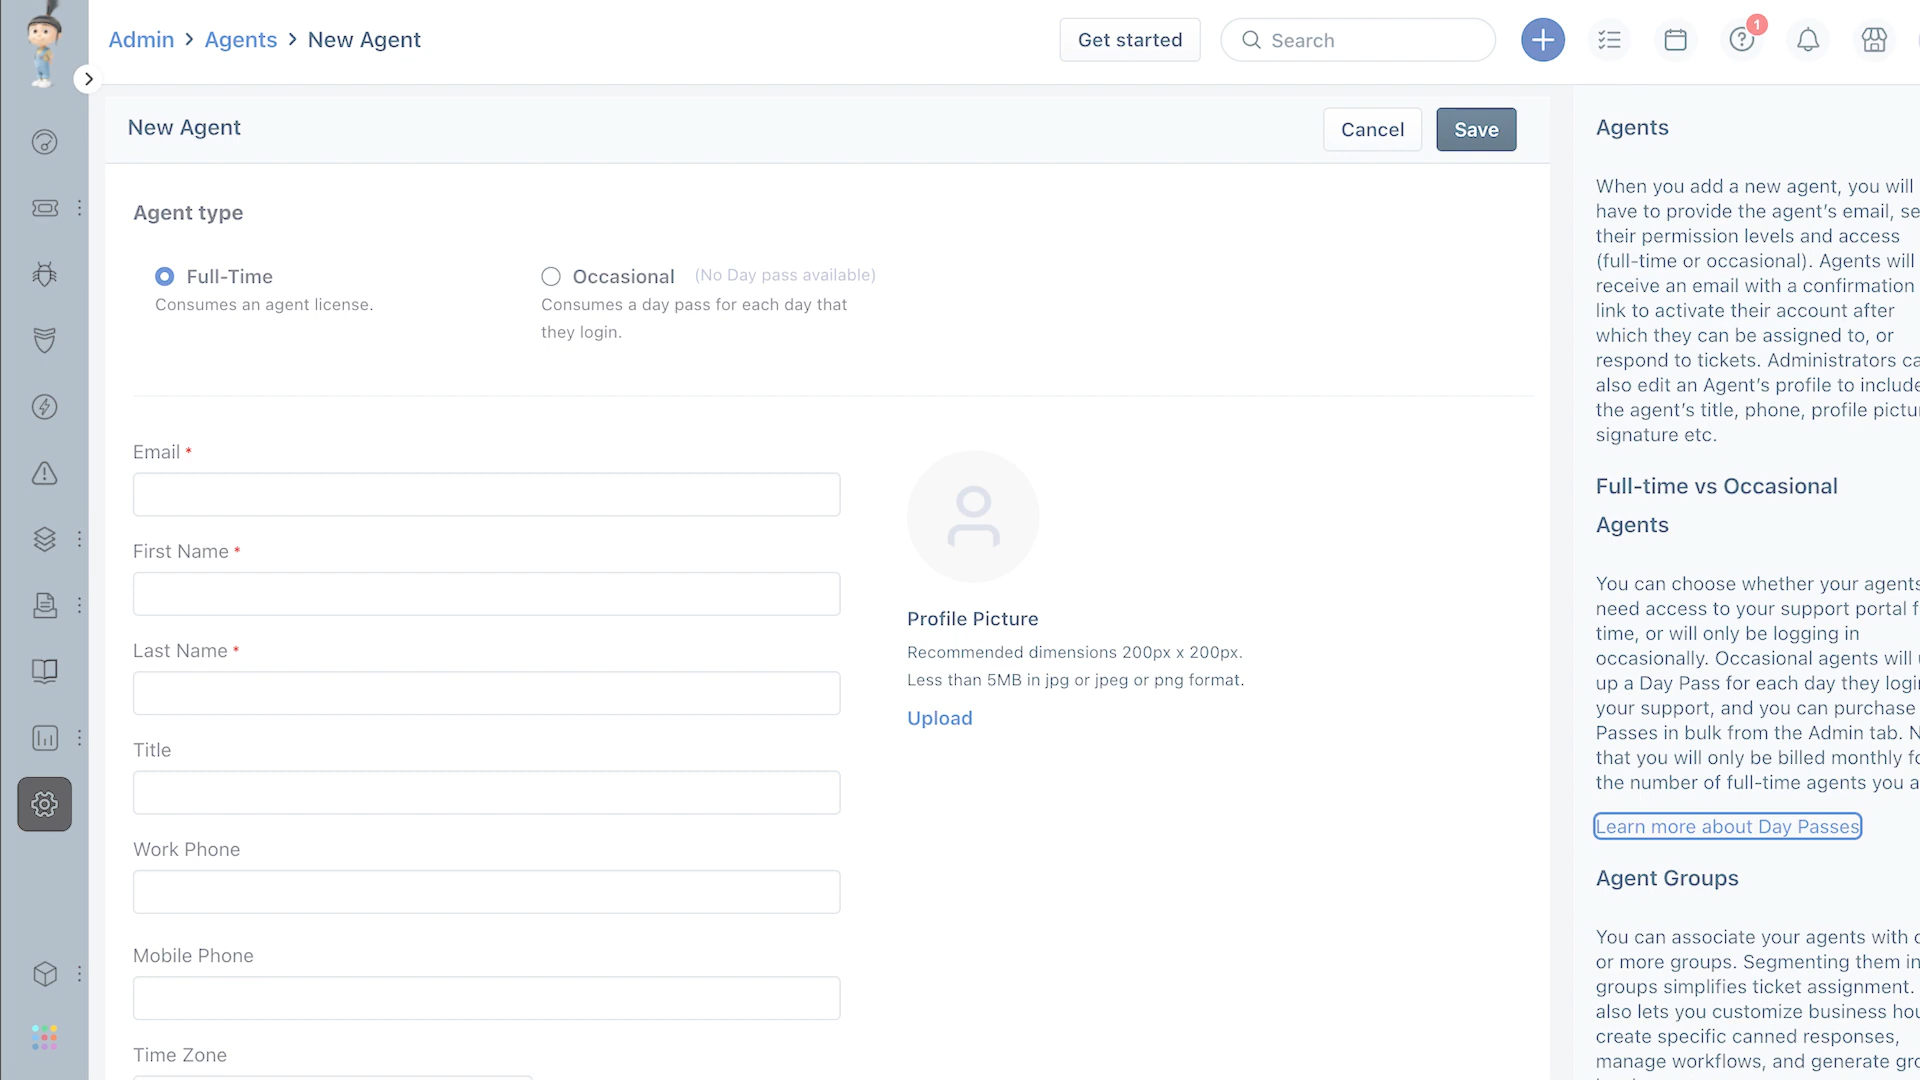 Admin > Agents > New Agent
Get started
Search
1
New Agent
Cancel
Save
Agent type
Full-Time
Consumes an agent license.
Occasional (No Day pass available)
Consumes a day pass for each day that
they login.
Email *
First Name *
Last Name *
Title
Work Phone
Mobile Phone
Time Zone
Profile Picture
Recommended dimensions 200px x 200px.
Less than 5MB in jpg or jpeg or png format.
Upload
Agents
When you add a new agent, you will
have to provide the agent's email, se
their permission levels and access
(full-time or occasional). Agents will
receive an email with a confirmation
link to activate their account after
which they can be assigned to, or
respond to tickets. Administrators ca
also edit an Agent's profile to include
the agent's title, phone, profile pictu
signature etc.
Full-time vs Occasional
Agents
You can choose whether your agents
need access to your support portal f
time, or will only be logging in
occasionally. Occasional agents will u
up a Day Pass for each day they logi
your support, and you can purchase
Passes in bulk from the Admin tab. N
that you will only be billed monthly fo
the number of full-time agents you a
Learn more about Day Passes
Agent Groups
You can associate your agents with o
or more groups. Segmenting them in
groups simplifies ticket assignment.
also lets you customize business hou
create specific canned responses,
manage workflows, and generate gro